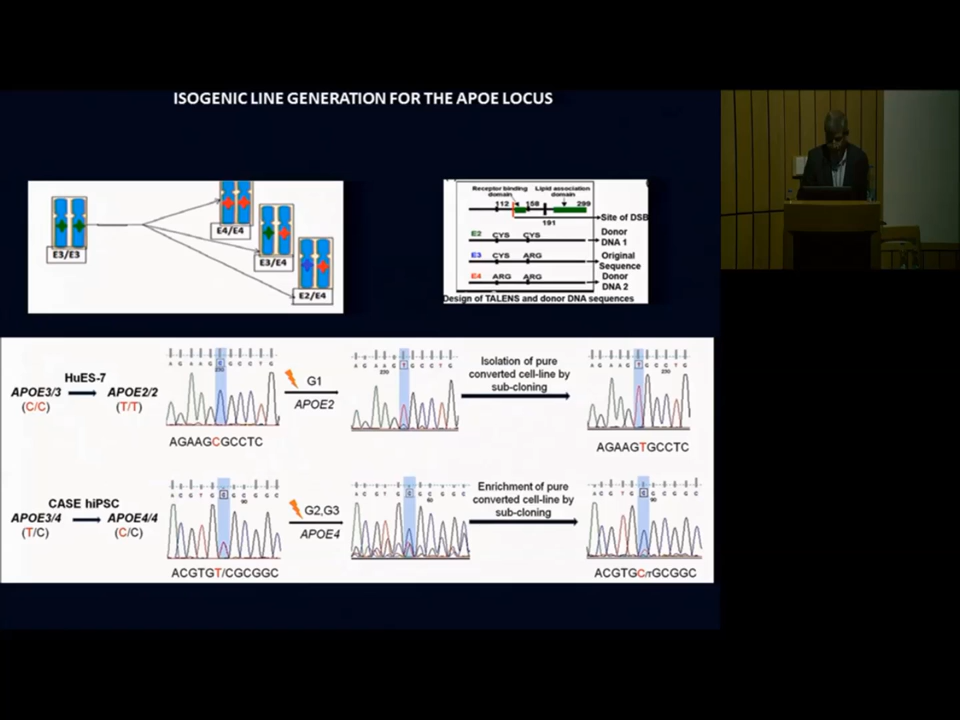 ISOGENIC LINE GENERATION FOR THE APOE LOCUS
E3/E3
E4/E4
E3/E4
E2/E4
Receptor binding domain
Lipid association domain
112
158
299
191
Site of DSB
E2 CYS CYS Donor DNA 1
E3 CYS ARG Original Sequence
E4 ARG ARG Donor DNA 2
Design of TALENS and donor DNA sequences
HuES-7
APOE3/3 APOE2/2
(C/C) (T/T)
AGAAGCGCCTC
G1
APOE2
Isolation of pure
converted cell-line by
sub-cloning
AGAAGTGCCTC
CASE hiPSC
APOE3/4 APOE4/4
(T/C) (C/C)
ACGTGT/CGCGGC
G2,G3
APOE4
Enrichment of pure
converted cell-line by
sub-cloning
ACGTGC/TGCGGC